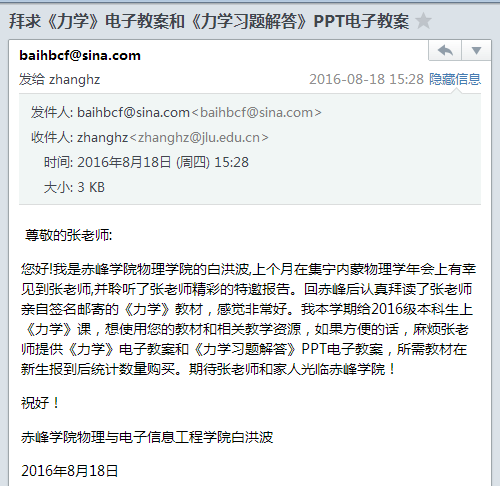 拜求《力学》电子教案和《力学习题解答》PPT电子教案
baihbcf@sina.com
发给 zhanghz 2016-08-18 15:28 隐藏信息
发件人: baihbcf@sina.com<baihbcf@sina.com>
收件人: zhanghz<zhanghz@jlu.edu.cn>
时间: 2016年8月18日 (周四) 15:28
大小: 3 KB
尊敬的张老师:
您好!我是赤峰学院物理学院的白洪波,上个月在集宁内蒙物理学年会上有幸
见到张老师,并聆听了张老师精彩的特邀报告。回赤峰后认真拜读了张老师
亲自签名邮寄的《力学》教材，感觉非常好。我本学期给2016级本科生上
《力学》课，想使用您的教材和相关教学资源，如果方便的话，麻烦张老
师提供《力学》电子教案和《力学习题解答》PPT电子教案，所需教材在
新生报到后统计数量购买。期待张老师和家人光临赤峰学院！
祝好！
赤峰学院物理与电子信息工程学院白洪波
2016年8月18日